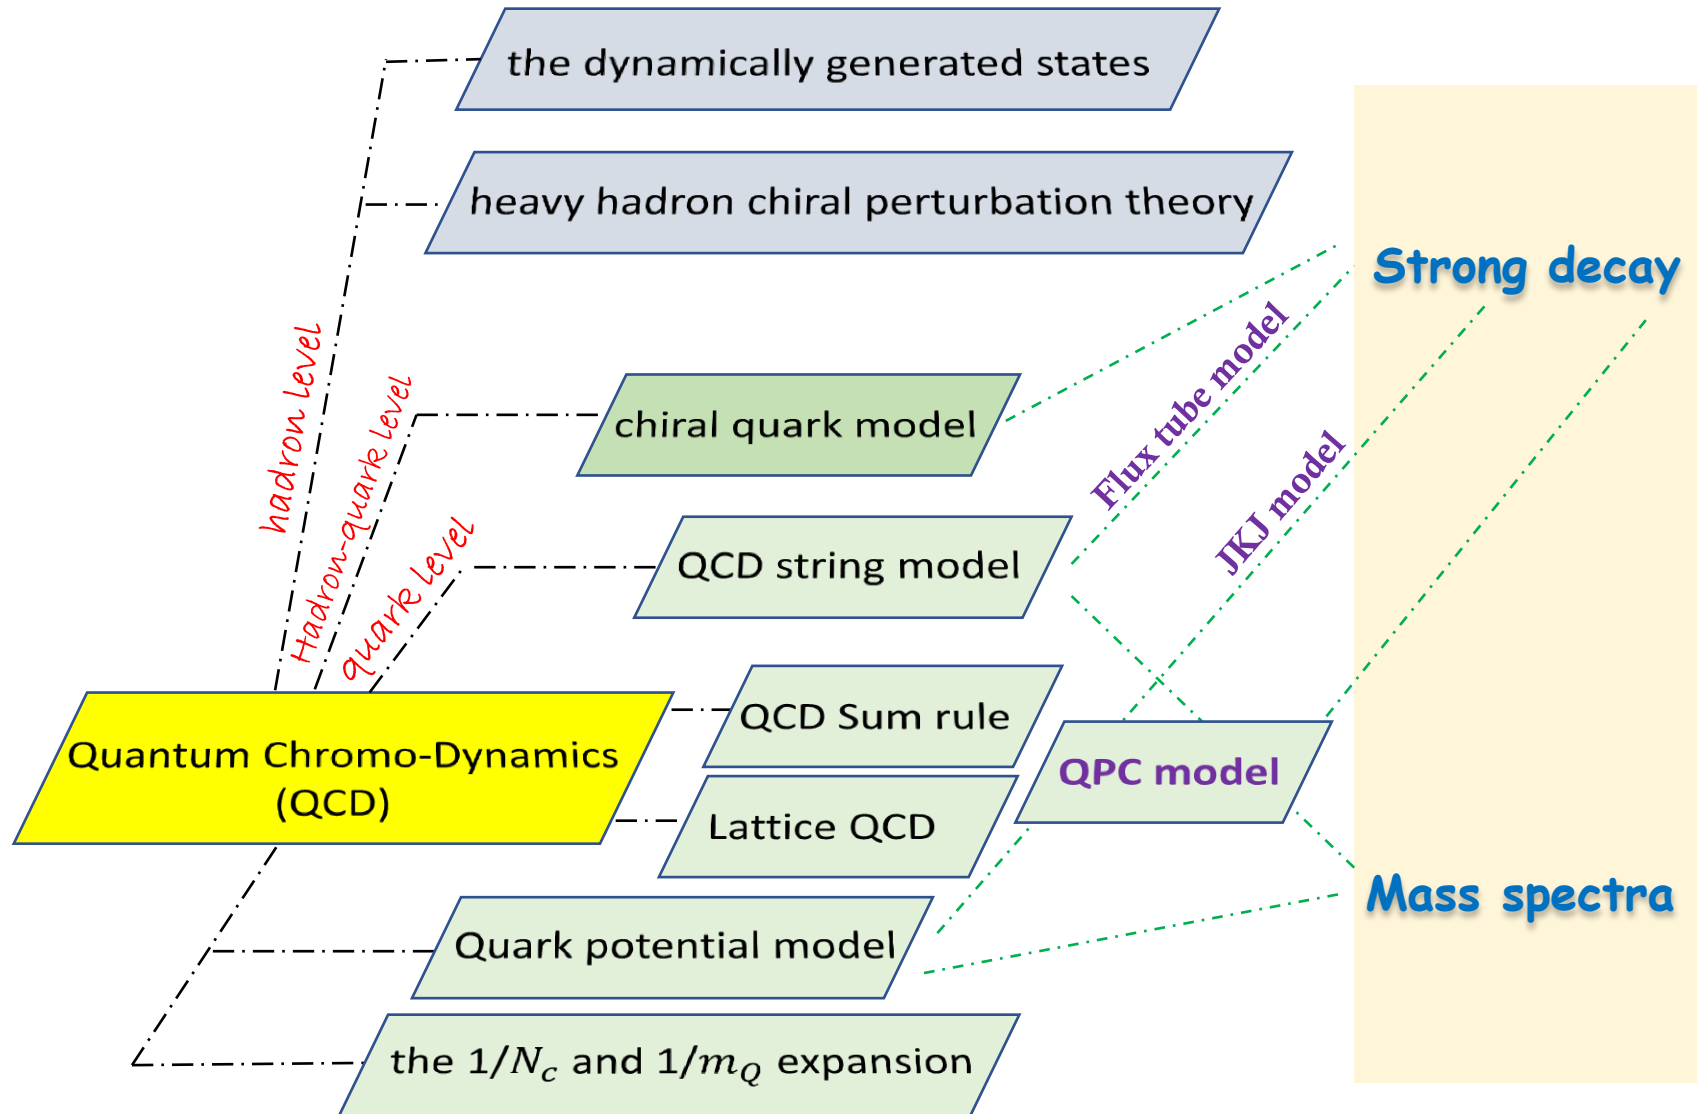 the dynamically generated states
heavy hadron chiral perturbation theory
Strong decay
hadron level
Hadron-quark level
quark level
chiral quark model
Flux tube model
JKJ model
QCD string model
QCD Sum rule
Quantum Chromo-Dynamics
(QCD)
QPC model
Lattice QCD
Mass spectra
Quark potential model
the 1/N_c and 1/m_Q expansion